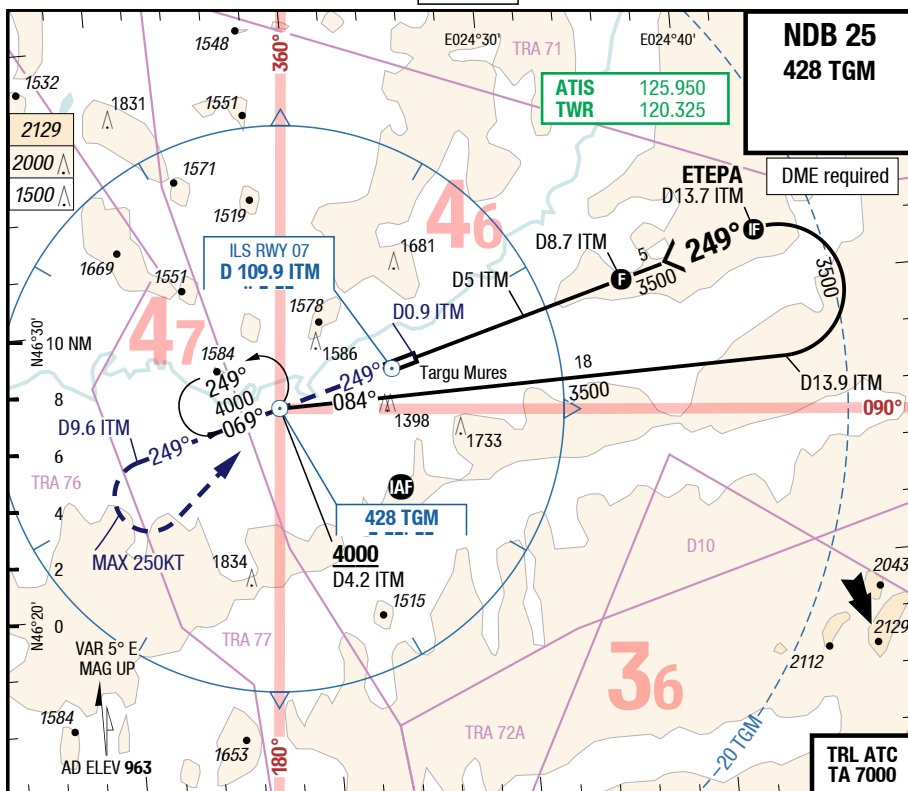 NDB 25
428 TGM
1548
360°
E024°30'
TRA 71
E024°40'
1532
1831
1551
ATIS 125.950
TWR 120.325
2129
2000
1500
1571
1519
ETEPA
D13.7 ITM
DME required
46
ILS RWY 07
D 109.9 ITM
1681
D8.7 ITM
5
249°
IF
F
3500
3500
1669
1551
1578
D5 ITM
D0.9 ITM
47
N46°30'
10 NM
1584
1586
249°
Targu Mures
18
D13.9 ITM
249°
4000
069°
084°
3500
8
1398
090°
D9.6 ITM
249°
1733
6
TRA 76
IAF
4
428 TGM
MAX 250KT
4000
D4.2 ITM
D10
1834
2
2043
1515
N46°20'
0
TRA 77
2129
VAR 5° E
MAG UP
2112
36
1584
TRA 72A
1653
180°
20 TGM
AD ELEV 963
TRL ATC
TA 7000